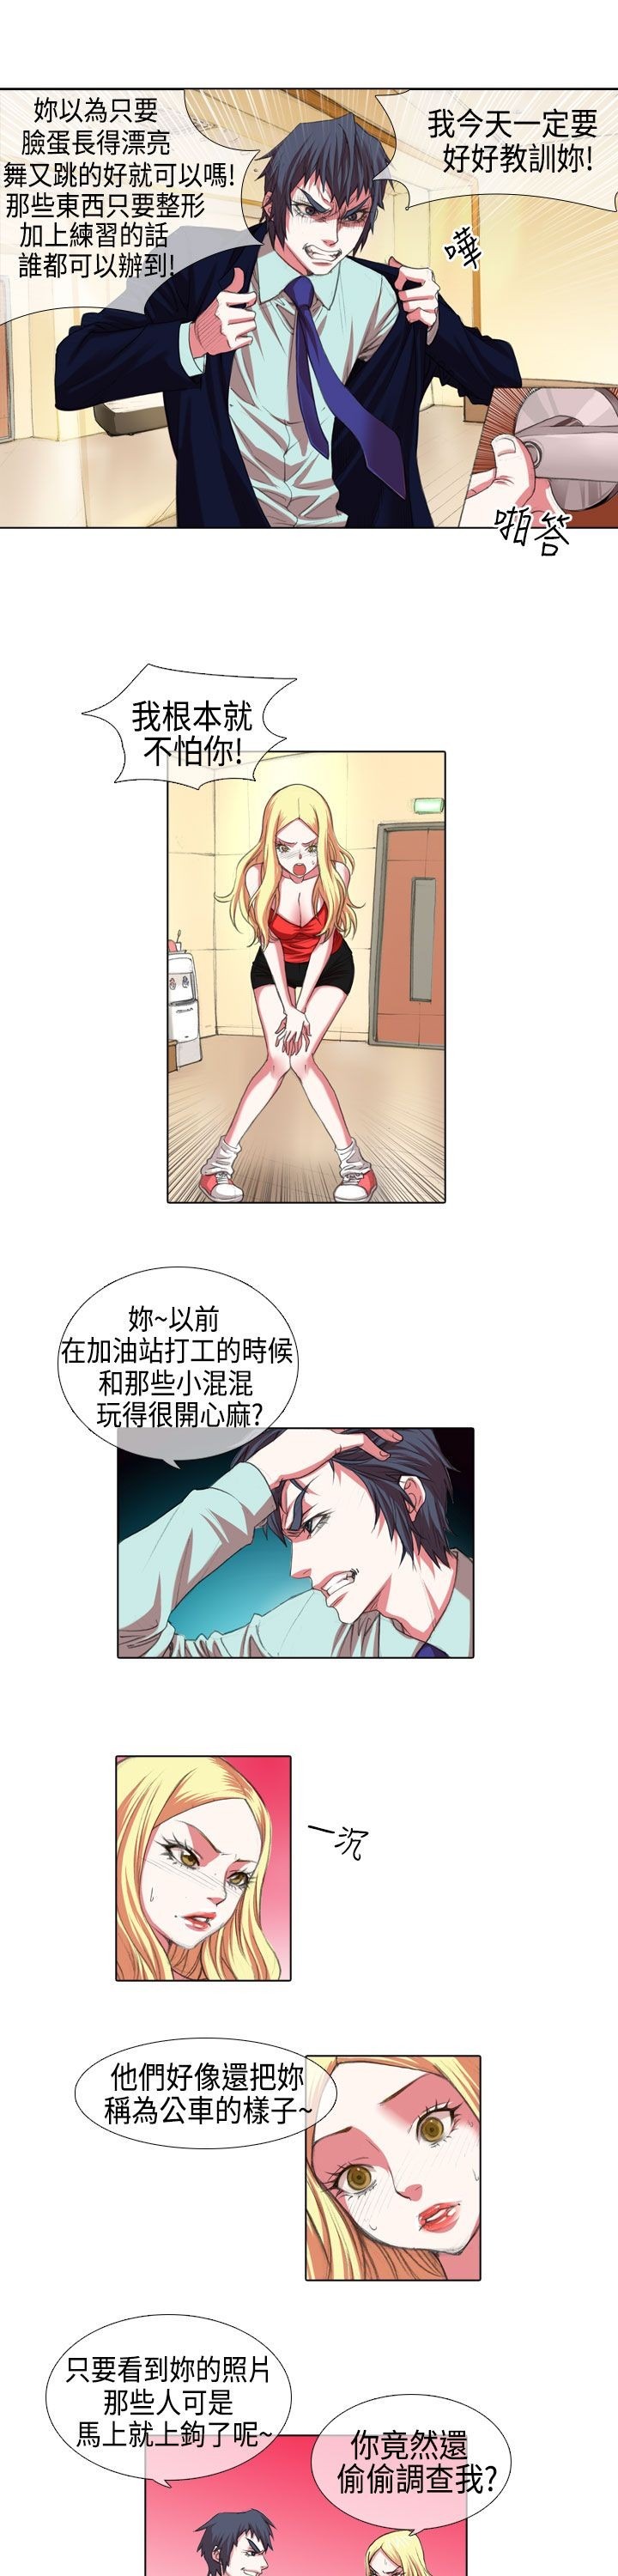 妳以為只要
臉蛋長得漂亮
舞又跳的好就可以嗎!
那些東西只要整形
加上練習的話
誰都可以辦到!
我今天一定要
好好教訓妳!
嘩
啪答
我根本就
不怕你!
妳~以前
在加油站打工的時候
和那些小混混
玩得很開心麻?
一沉
他們好像還把妳
稱為公車的樣子~
只要看到妳的照片
那些人可是
馬上就上鉤了呢~
你竟然還
偷偷調查我?